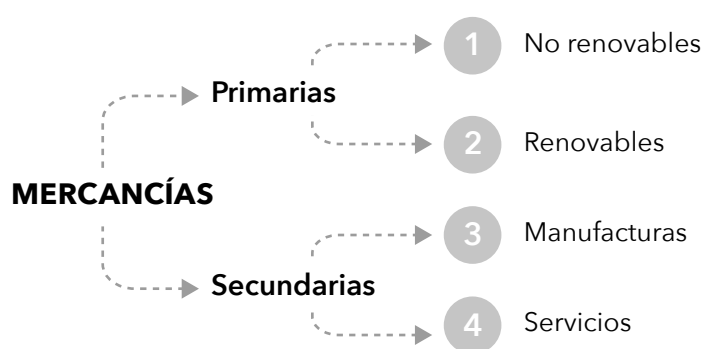 MERCANCÍAS
Primarias
1 No renovables
2 Renovables
Secundarias
3 Manufacturas
4 Servicios